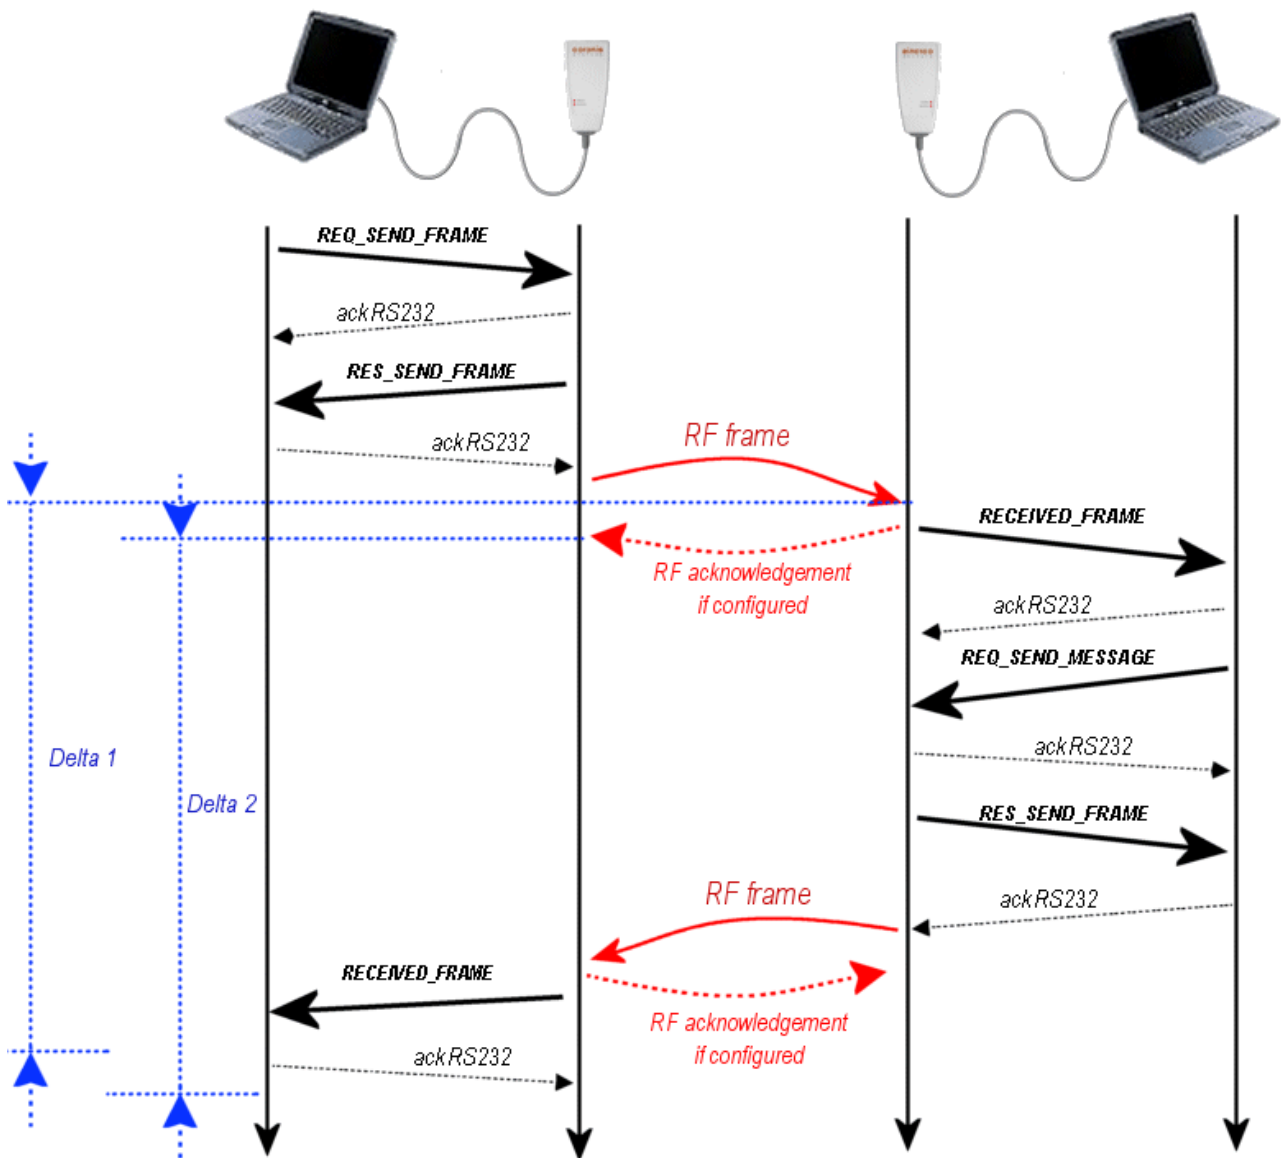 REQ_SEND_FRAME
ackRS232
RES_SEND_FRAME
ackRS232
RF frame
RECEIVED_FRAME
RF acknowledgement
if configured
ackRS232
REQ_SEND_MESSAGE
ackRS232
Delta 1
Delta 2
RES_SEND_FRAME
RF frame
ackRS232
RECEIVED_FRAME
RF acknowledgement
if configured
ackRS232